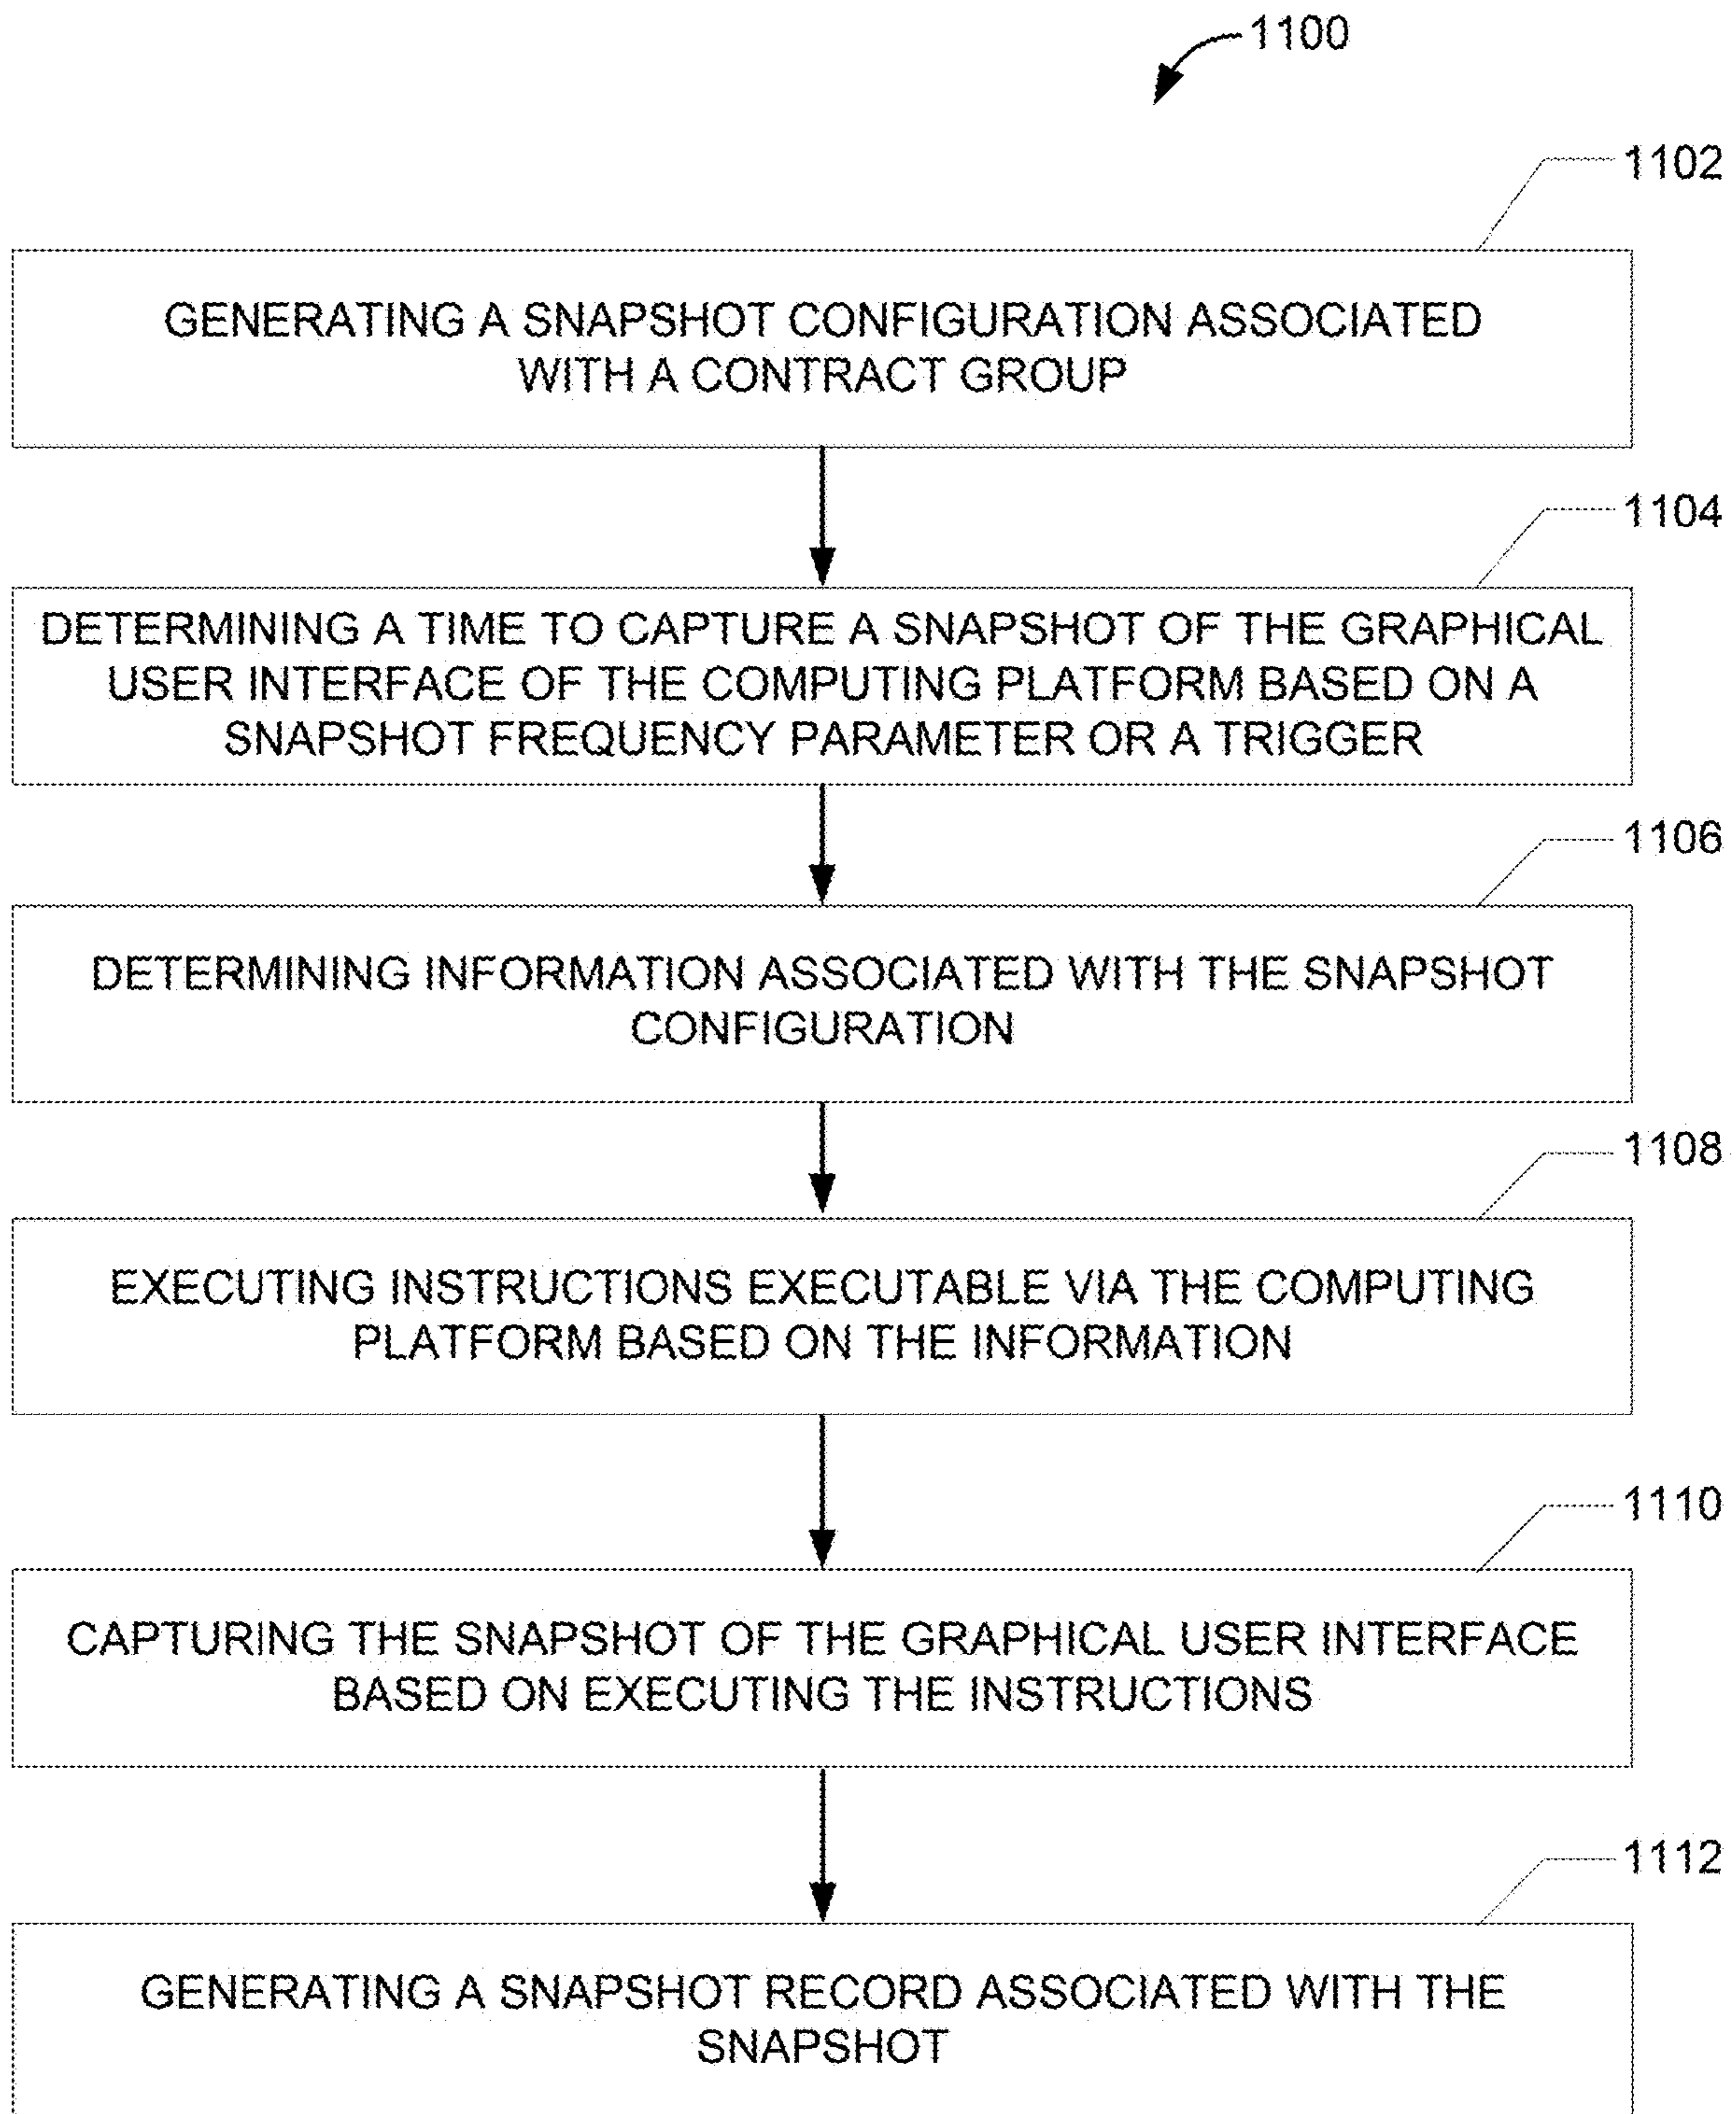 1100
1102
GENERATING A SNAPSHOT CONFIGURATION ASSOCIATED
WITH A CONTRACT GROUP
1104
DETERMINING A TIME TO CAPTURE A SNAPSHOT OF THE GRAPHICAL
USER INTERFACE OF THE COMPUTING PLATFORM BASED ON A
SNAPSHOT FREQUENCY PARAMETER OR A TRIGGER
1106
DETERMINING INFORMATION ASSOCIATED WITH THE SNAPSHOT
CONFIGURATION
1108
EXECUTING INSTRUCTIONS EXECUTABLE VIA THE COMPUTING
PLATFORM BASED ON THE INFORMATION
1110
CAPTURING THE SNAPSHOT OF THE GRAPHICAL USER INTERFACE
BASED ON EXECUTING THE INSTRUCTIONS
1112
GENERATING A SNAPSHOT RECORD ASSOCIATED WITH THE
SNAPSHOT